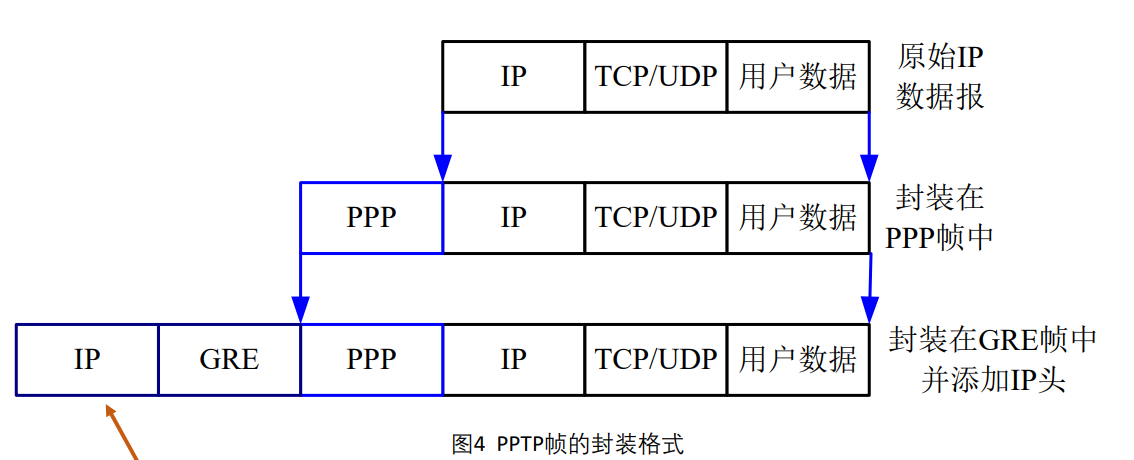 IP TCP/UDP 用户数据 原始IP
数据报
PPP IP TCP/UDP 用户数据 封装在
PPP帧中
IP GRE PPP IP TCP/UDP 用户数据 封装在GRE帧中
并添加IP头
图4 PPTP帧的封装格式